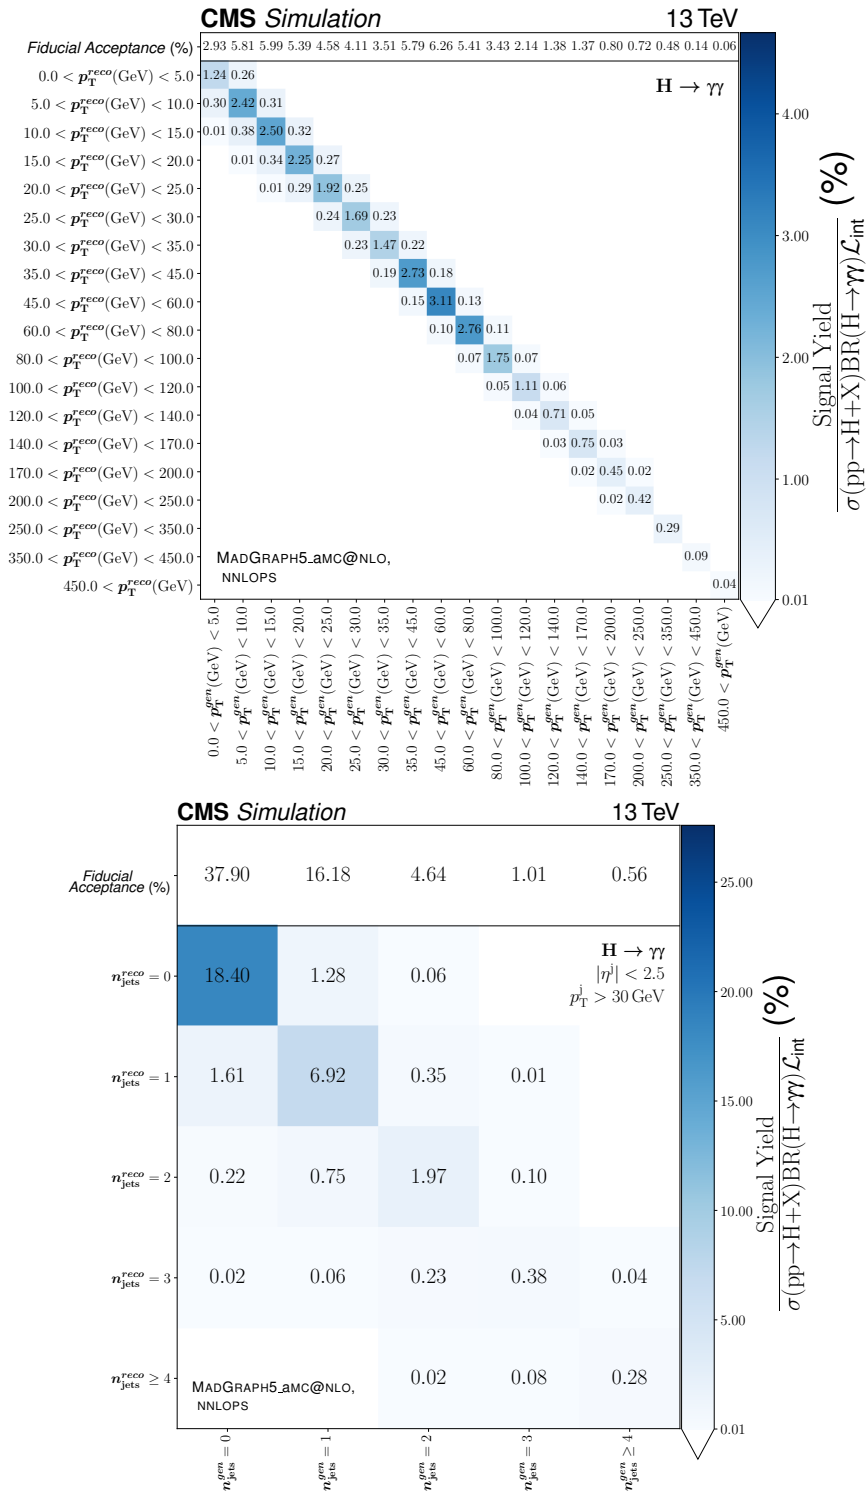 CMS Simulation 13 TeV
Fiducial Acceptance (%) 2.93 5.81 5.99 5.39 4.58 4.11 3.51 5.79 6.26 5.41 3.43 2.14 1.38 1.37 0.80 0.72 0.48 0.14 0.06
0.0 < p_T^reco(GeV) < 5.0 1.24 0.26
H → γγ
5.0 < p_T^reco(GeV) < 10.0 0.30 2.42 0.31
10.0 < p_T^reco(GeV) < 15.0 0.01 0.38 2.50 0.32
15.0 < p_T^reco(GeV) < 20.0 0.01 0.34 2.25 0.27
20.0 < p_T^reco(GeV) < 25.0 0.01 0.29 1.92 0.25
25.0 < p_T^reco(GeV) < 30.0 0.24 1.69 0.23
30.0 < p_T^reco(GeV) < 35.0 0.23 1.47 0.22
35.0 < p_T^reco(GeV) < 45.0 0.19 2.73 0.18
45.0 < p_T^reco(GeV) < 60.0 0.15 3.11 0.13
60.0 < p_T^reco(GeV) < 80.0 0.10 2.76 0.11
80.0 < p_T^reco(GeV) < 100.0 0.07 1.75 0.07
100.0 < p_T^reco(GeV) < 120.0 0.05 1.11 0.06
120.0 < p_T^reco(GeV) < 140.0 0.04 0.71 0.05
140.0 < p_T^reco(GeV) < 170.0 0.03 0.75 0.03
170.0 < p_T^reco(GeV) < 200.0 0.02 0.45 0.02
200.0 < p_T^reco(GeV) < 250.0 0.02 0.42
250.0 < p_T^reco(GeV) < 350.0 0.29
350.0 < p_T^reco(GeV) < 450.0 0.09
450.0 < p_T^reco(GeV) 0.04
MADGRAPH5_aMC@NLO,
NNLOPS
0.0 < p_T^gen(GeV) < 5.0
5.0 < p_T^gen(GeV) < 10.0
10.0 < p_T^gen(GeV) < 15.0
15.0 < p_T^gen(GeV) < 20.0
20.0 < p_T^gen(GeV) < 25.0
25.0 < p_T^gen(GeV) < 30.0
30.0 < p_T^gen(GeV) < 35.0
35.0 < p_T^gen(GeV) < 45.0
45.0 < p_T^gen(GeV) < 60.0
60.0 < p_T^gen(GeV) < 80.0
80.0 < p_T^gen(GeV) < 100.0
100.0 < p_T^gen(GeV) < 120.0
120.0 < p_T^gen(GeV) < 140.0
140.0 < p_T^gen(GeV) < 170.0
170.0 < p_T^gen(GeV) < 200.0
200.0 < p_T^gen(GeV) < 250.0
250.0 < p_T^gen(GeV) < 350.0
350.0 < p_T^gen(GeV) < 450.0
450.0 < p_T^gen(GeV)
4.00
3.00
2.00
1.00
0.01
Signal Yield
σ(pp→H+X)BR(H→γγ)L_int (%)
CMS Simulation 13 TeV
Fiducial
Acceptance (%)
37.90 16.18 4.64 1.01 0.56
H → γγ
|η^j| < 2.5
p_T^j > 30 GeV
n_jets^reco = 0 18.40 1.28 0.06
n_jets^reco = 1 1.61 6.92 0.35 0.01
n_jets^reco = 2 0.22 0.75 1.97 0.10
n_jets^reco = 3 0.02 0.06 0.23 0.38 0.04
n_jets^reco ≥ 4 0.02 0.08 0.28
MADGRAPH5_aMC@NLO,
NNLOPS
n_jets^gen = 0
n_jets^gen = 1
n_jets^gen = 2
n_jets^gen = 3
n_jets^gen ≥ 4
25.00
20.00
15.00
10.00
5.00
0.01
Signal Yield
σ(pp→H+X)BR(H→γγ)L_int (%)